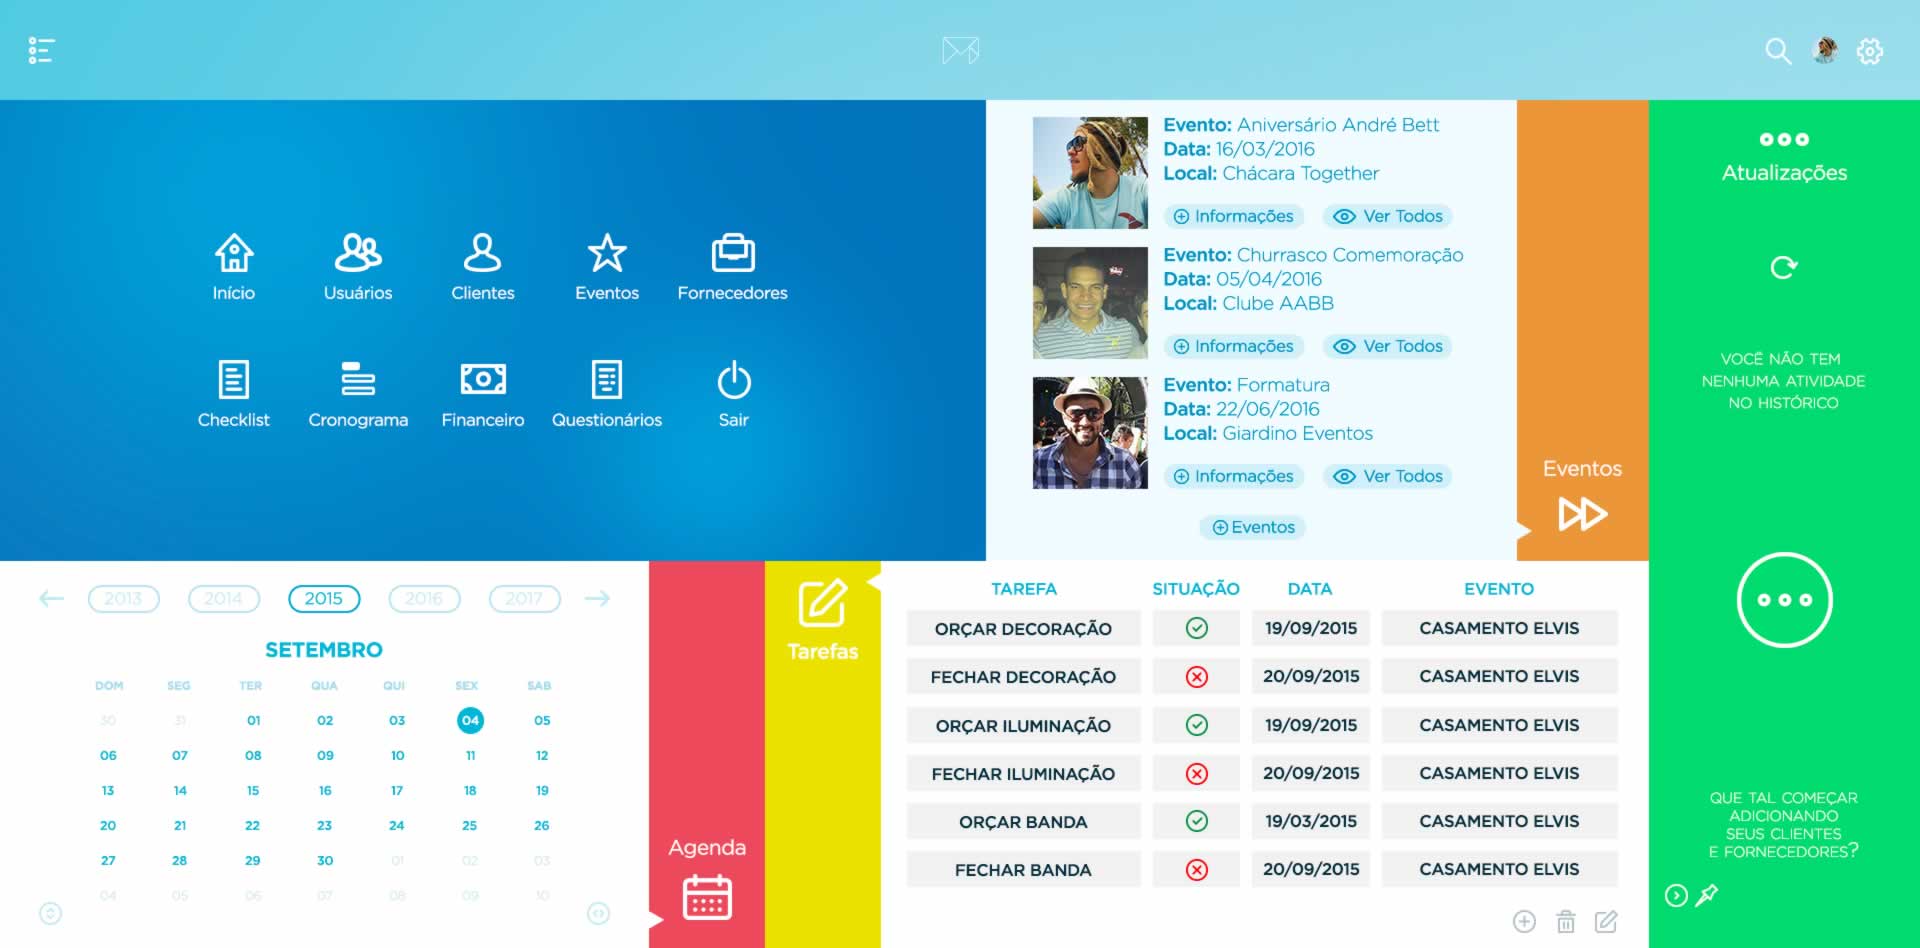 Início
Usuários
Clientes
Eventos
Fornecedores
Checklist
Cronograma
Financeiro
Questionários
Sair
Evento: Aniversário André Bett
Data: 16/03/2016
Local: Chácara Together
Informações
Ver Todos
Evento: Churrasco Comemoração
Data: 05/04/2016
Local: Clube AABB
Informações
Ver Todos
Evento: Formatura
Data: 22/06/2016
Local: Giardino Eventos
Informações
Ver Todos
Eventos
Eventos
Atualizações
VOCÊ NÃO TEM
NENHUMA ATIVIDADE
NO HISTÓRICO
QUE TAL COMEÇAR
ADICIONANDO
SEUS CLIENTES
E FORNECEDORES?
2013 2014 2015 2016 2017
SETEMBRO
DOM SEG TER QUA QUI SEX SAB
30 31 01 02 03 04 05
06 07 08 09 10 11 12
13 14 15 16 17 18 19
20 21 22 23 24 25 26
27 28 29 30 01 02 03
04 05 06 07 08 09 10
Agenda
Tarefas
TAREFA SITUAÇÃO DATA EVENTO
ORÇAR DECORAÇÃO 19/09/2015 CASAMENTO ELVIS
FECHAR DECORAÇÃO 20/09/2015 CASAMENTO ELVIS
ORÇAR ILUMINAÇÃO 19/09/2015 CASAMENTO ELVIS
FECHAR ILUMINAÇÃO 20/09/2015 CASAMENTO ELVIS
ORÇAR BANDA 19/03/2015 CASAMENTO ELVIS
FECHAR BANDA 20/09/2015 CASAMENTO ELVIS